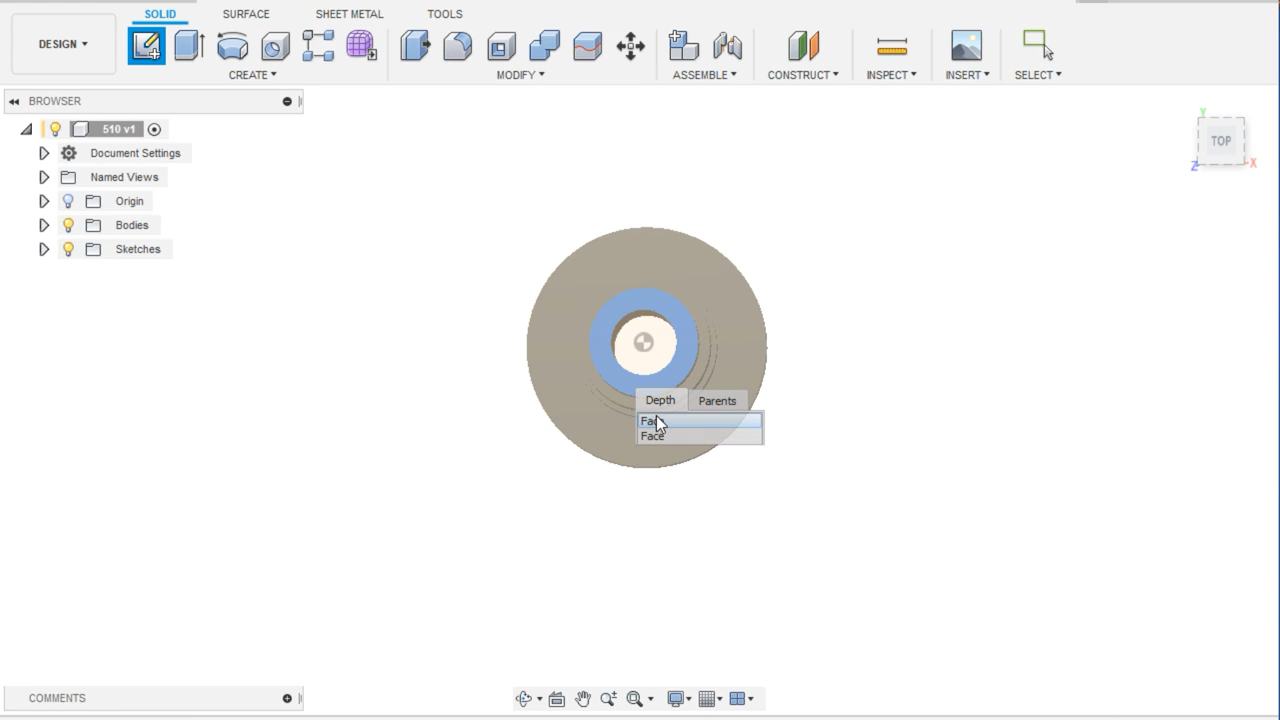 SOLID SURFACE SHEET METAL TOOLS
DESIGN
CREATE MODIFY ASSEMBLE CONSTRUCT INSPECT INSERT SELECT
BROWSER
510 v1
Document Settings
Named Views
Origin
Bodies
Sketches
Y
TOP
Z X
Depth Parents
Face
Face
COMMENTS